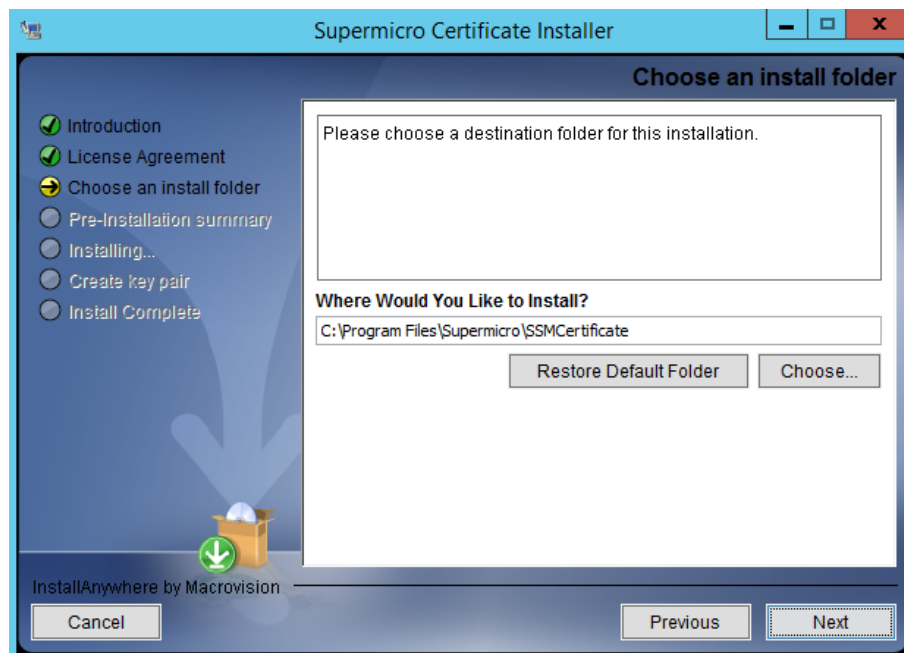 Supermicro Certificate Installer
Choose an install folder
Introduction
License Agreement
Choose an install folder
Pre-Installation summary
Installing...
Create key pair
Install Complete
Please choose a destination folder for this installation.
Where Would You Like to Install?
C:\Program Files\Supermicro\SSMCertificate
Restore Default Folder
Choose...
InstallAnywhere by Macrovision
Cancel
Previous
Next